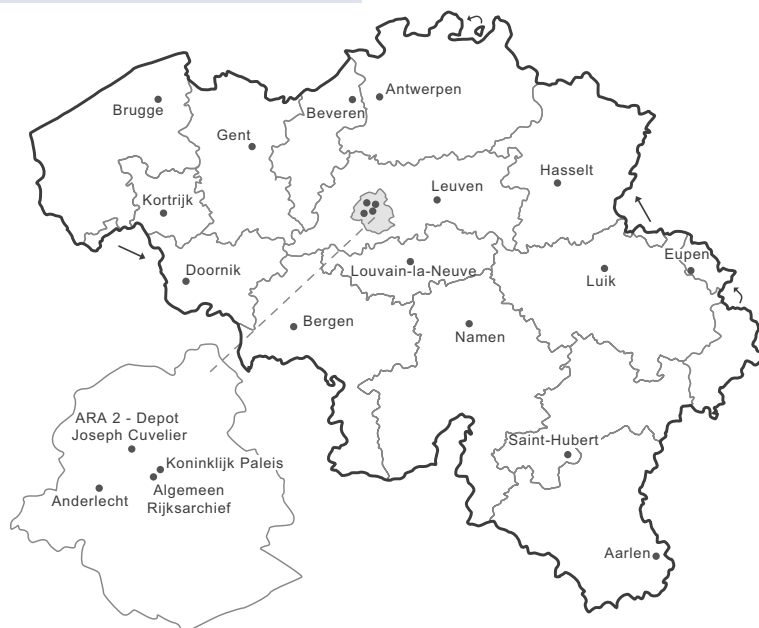 Antwerpen
Brugge
Beveren
Gent
Hasselt
Leuven
Kortrijk
Eupen
Doornik
Louvain-la-Neuve
Luik
Bergen
Namen
ARA 2 - Depot
Joseph Cuvelier
Saint-Hubert
Koninklijk Paleis
Anderlecht
Algemeen
Rijksarchief
Aarlen